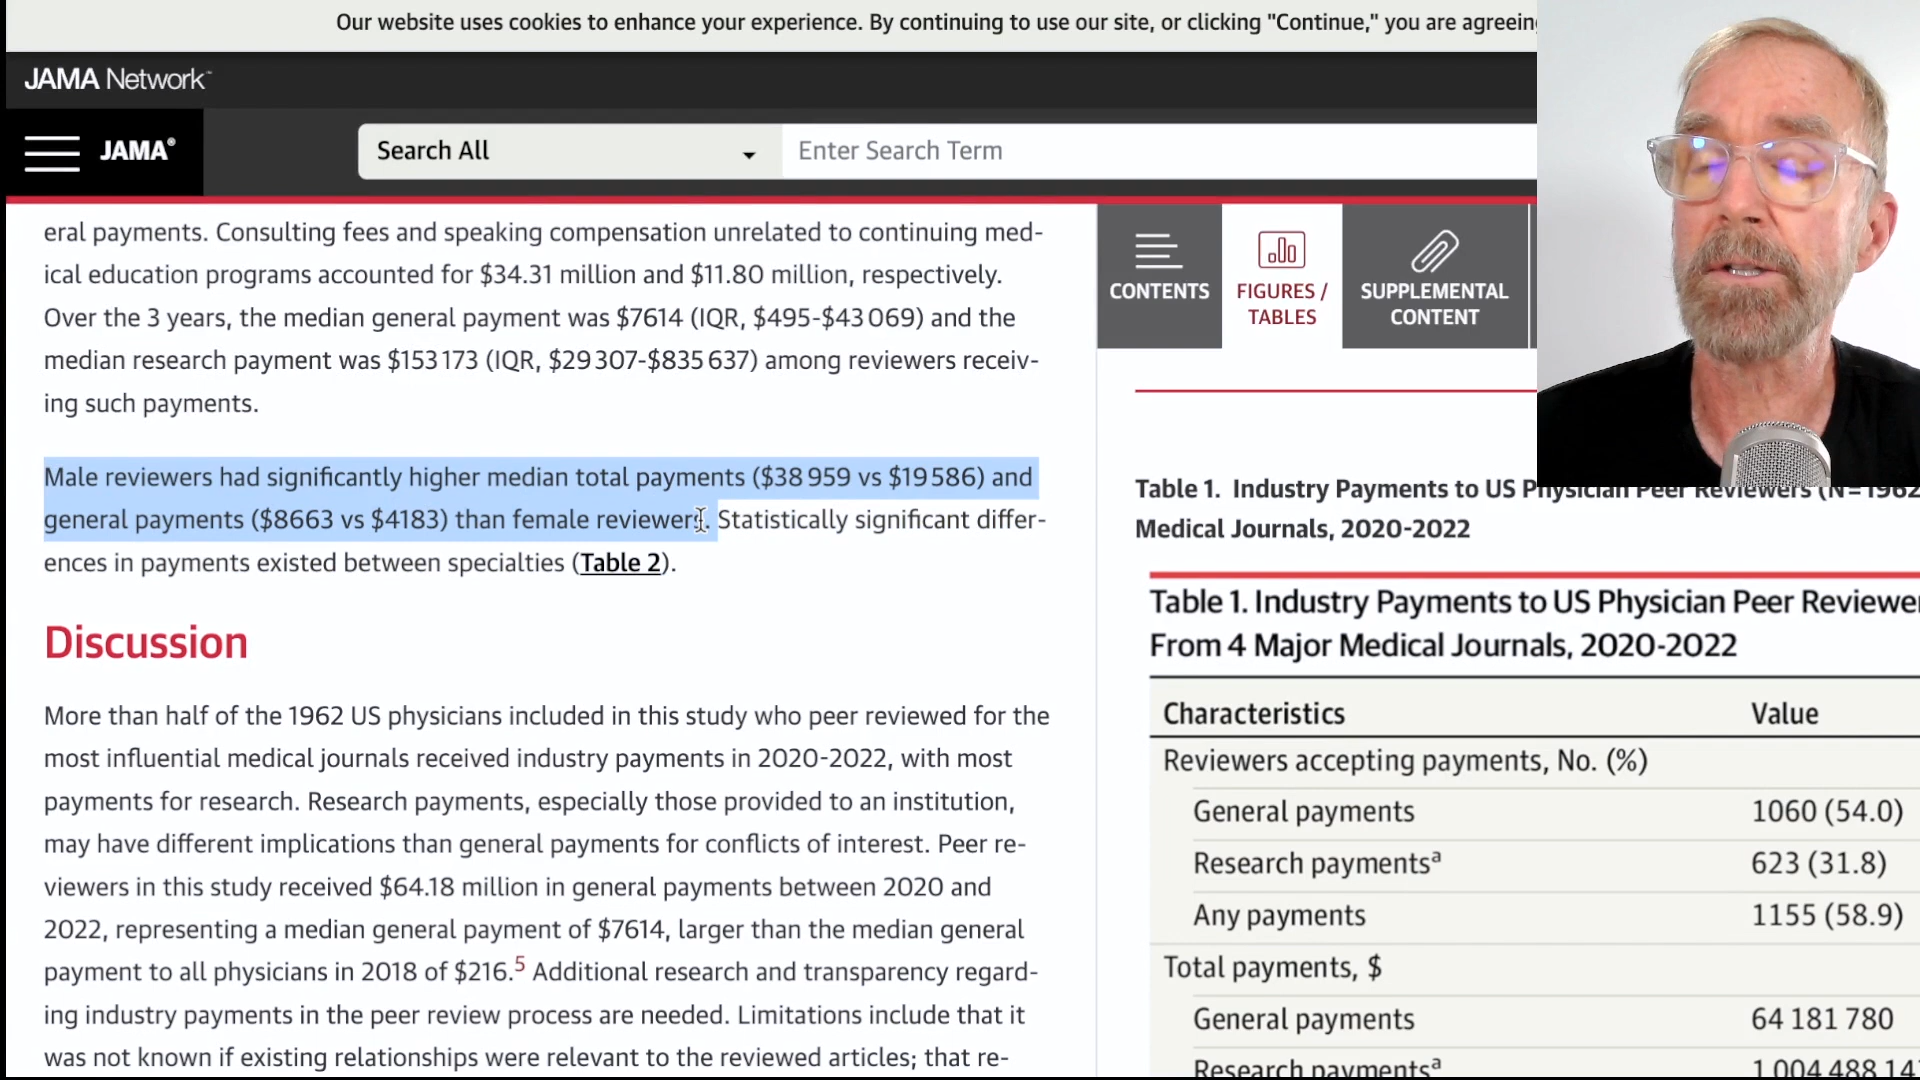 Our website uses cookies to enhance your experience. By continuing to use our site, or clicking "Continue," you are agreeing
JAMA Network™
JAMA®
Search All
Enter Search Term
eral payments. Consulting fees and speaking compensation unrelated to continuing med-
ical education programs accounted for $34.31 million and $11.80 million, respectively.
Over the 3 years, the median general payment was $7614 (IQR, $495-$43 069) and the
median research payment was $153 173 (IQR, $29 307-$835 637) among reviewers receiv-
ing such payments.
Male reviewers had significantly higher median total payments ($38 959 vs $19 586) and
general payments ($8663 vs $4183) than female reviewers. Statistically significant differ-
ences in payments existed between specialties (Table 2).
Discussion
More than half of the 1962 US physicians included in this study who peer reviewed for the
most influential medical journals received industry payments in 2020-2022, with most
payments for research. Research payments, especially those provided to an institution,
may have different implications than general payments for conflicts of interest. Peer re-
viewers in this study received $64.18 million in general payments between 2020 and
2022, representing a median general payment of $7614, larger than the median general
payment to all physicians in 2018 of $216.5 Additional research and transparency regard-
ing industry payments in the peer review process are needed. Limitations include that it
was not known if existing relationships were relevant to the reviewed articles; that re-
CONTENTS
FIGURES /
TABLES
SUPPLEMENTAL
CONTENT
Table 1. Industry Payments to US Physician Peer Reviewers (N=1962
Medical Journals, 2020-2022
Table 1. Industry Payments to US Physician Peer Reviewer
From 4 Major Medical Journals, 2020-2022
Characteristics Value
Reviewers accepting payments, No. (%)
General payments 1060 (54.0)
Research paymentsa 623 (31.8)
Any payments 1155 (58.9)
Total payments, $
General payments 64 181 780
Research paymentsa 1 004 488 14